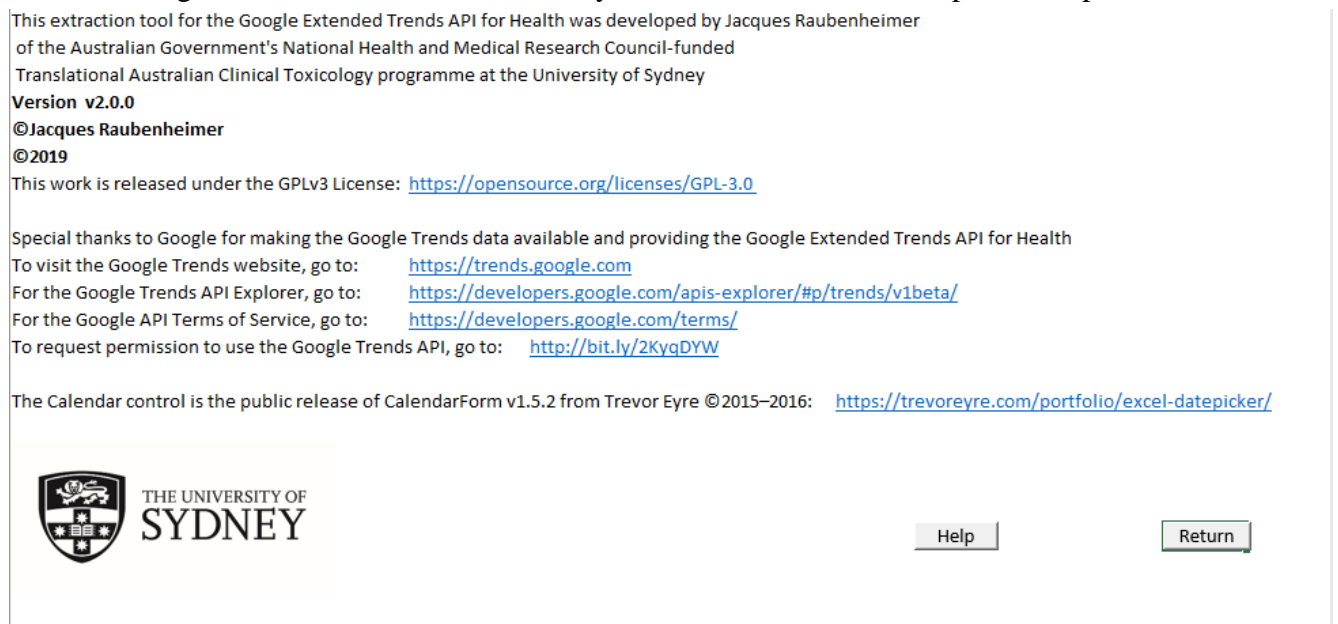 This extraction tool for the Google Extended Trends API for Health was developed by Jacques Raubenheimer
of the Australian Government's National Health and Medical Research Council-funded
Translational Australian Clinical Toxicology programme at the University of Sydney
Version v2.0.0
©Jacques Raubenheimer
©2019
This work is released under the GPLv3 License: https://opensource.org/licenses/GPL-3.0
Special thanks to Google for making the Google Trends data available and providing the Google Extended Trends API for Health
To visit the Google Trends website, go to: https://trends.google.com
For the Google Trends API Explorer, go to: https://developers.google.com/apis-explorer/#p/trends/v1beta/
For the Google API Terms of Service, go to: https://developers.google.com/terms/
To request permission to use the Google Trends API, go to: http://bit.ly/2KyqDYW
The Calendar control is the public release of CalendarForm v1.5.2 from Trevor Eyre ©2015–2016: https://trevoreyre.com/portfolio/excel-datepicker/
THE UNIVERSITY OF
SYDNEY
Help Return